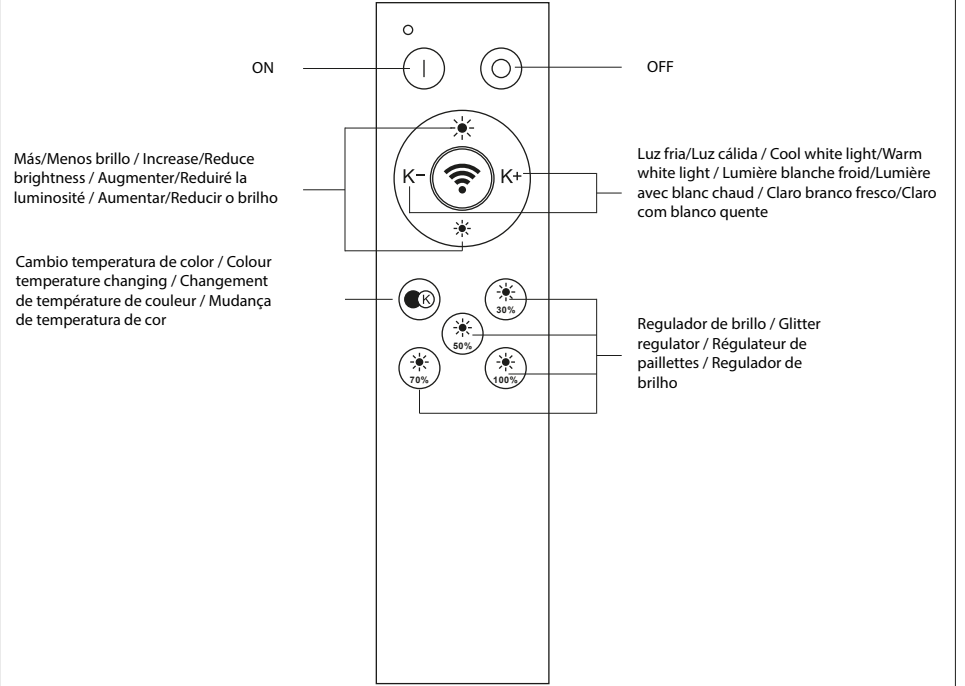 ON
OFF
Más/Menos brillo / Increase/Reduce
brightness / Augmenter/Reduiré la
luminosité / Aumentar/Reducir o brilho
K-
K+
Luz fria/Luz cálida / Cool white light/Warm
white light / Lumière blanche froid/Lumière
avec blanc chaud / Claro branco fresco/Claro
com blanco quente
Cambio temperatura de color / Colour
temperature changing / Changement
de température de couleur / Mudança
de temperatura de cor
K
30%
50%
70%
100%
Regulador de brillo / Glitter
regulator / Régulateur de
paillettes / Regulador de
brilho